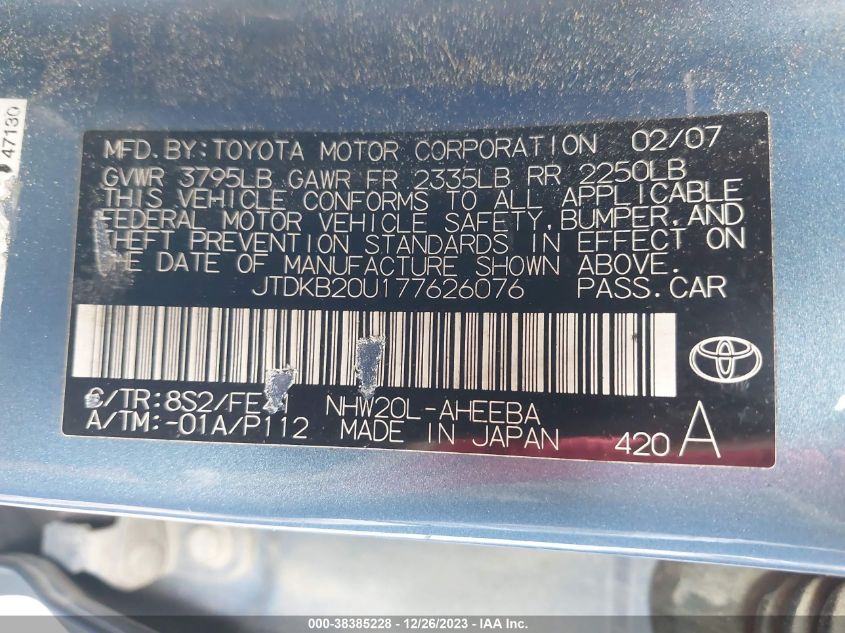 47130
MFD.BY:TOYOTA MOTOR CORPORATION 02/07
GVWR 3795LB GAWR FR 2335LB RR 2250LB
THIS VEHICLE CONFORMS TO ALL APPLICABLE
FEDERAL MOTOR VEHICLE SAFETY,BUMPER,AND
THEFT PREVENTION STANDARDS IN EFFECT ON
THE DATE OF MANUFACTURE SHOWN ABOVE.
JTDKB20U177626076 PASS.CAR
C/TR:8S2/FE41 NHW20L-AHEEBA
A/TM:-01A/P112 MADE IN JAPAN 420 A
000-38385228 - 12/26/2023 - IAA Inc.